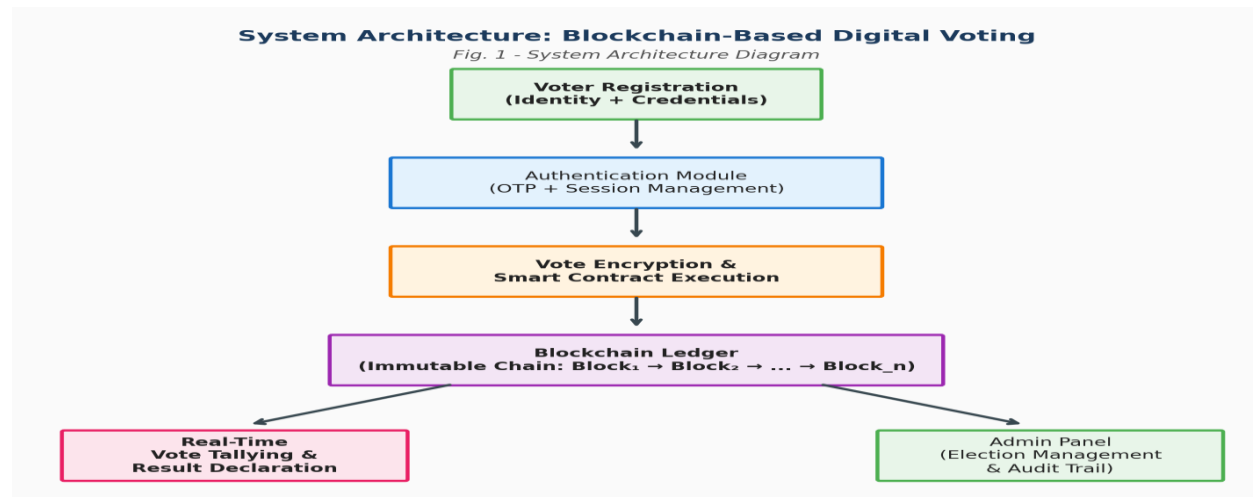 System Architecture: Blockchain-Based Digital Voting
Fig. 1 - System Architecture Diagram
Voter Registration
(Identity + Credentials)
Authentication Module
(OTP + Session Management)
Vote Encryption &
Smart Contract Execution
Blockchain Ledger
(Immutable Chain: Block₁ → Block₂ → ... → Block_n)
Real-Time
Vote Tallying &
Result Declaration
Admin Panel
(Election Management
& Audit Trail)